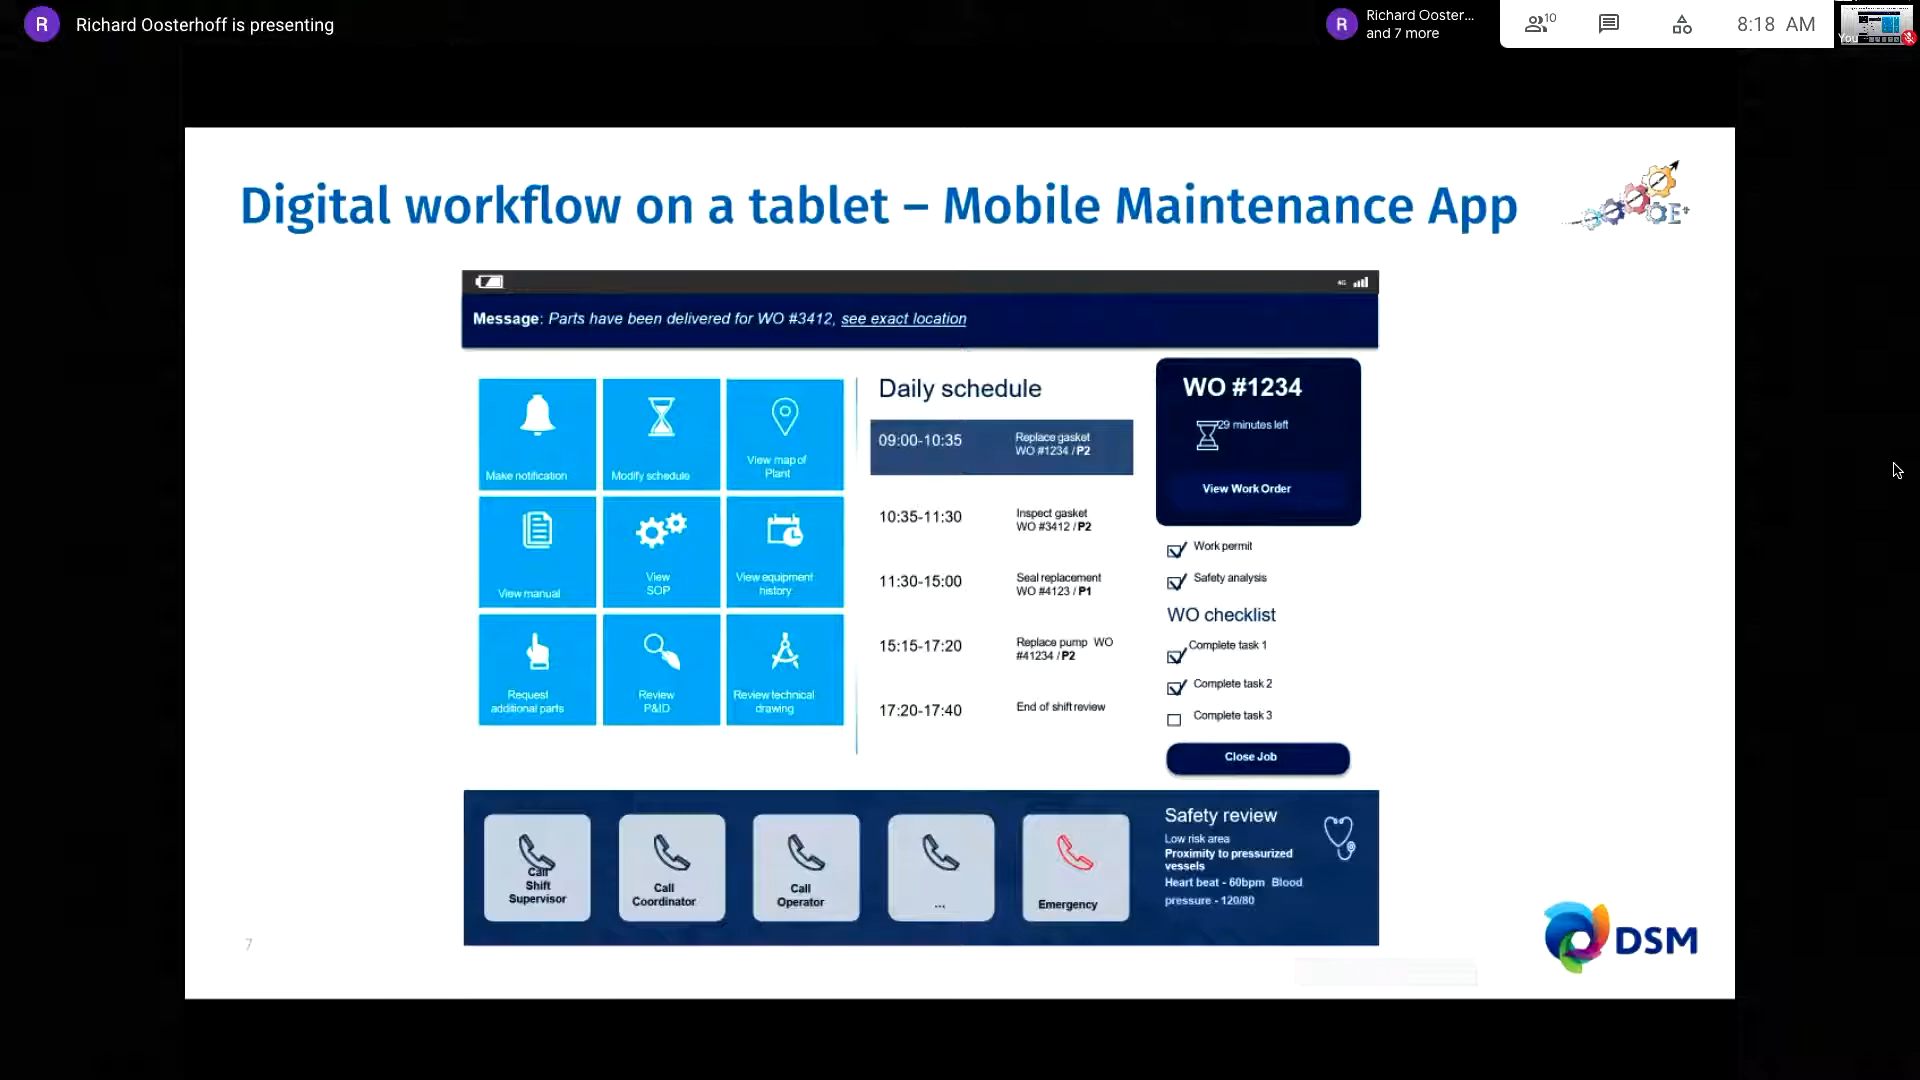 R Richard Oosterhoff is presenting
R Richard Ooster...
and 7 more
10
8:18 AM
You
Digital workflow on a tablet – Mobile Maintenance App
OE+
4G
Message: Parts have been delivered for WO #3412, see exact location
Make notification
Modify schedule
View map of
Plant
View manual
View
SOP
View equipment
history
Request
additional parts
Review
P&ID
Review technical
drawing
Daily schedule
09:00-10:35
Replace gasket
WO #1234 / P2
10:35-11:30
Inspect gasket
WO #3412 / P2
11:30-15:00
Seal replacement
WO #4123 / P1
15:15-17:20
Replace pump WO
#41234 / P2
17:20-17:40
End of shift review
WO #1234
29 minutes left
View Work Order
Work permit
Safety analysis
WO checklist
Complete task 1
Complete task 2
Complete task 3
Close Job
Call
Shift
Supervisor
Call
Coordinator
Call
Operator
...
Emergency
Safety review
Low risk area
Proximity to pressurized
vessels
Heart beat - 60bpm Blood
pressure - 120/80
7
DSM